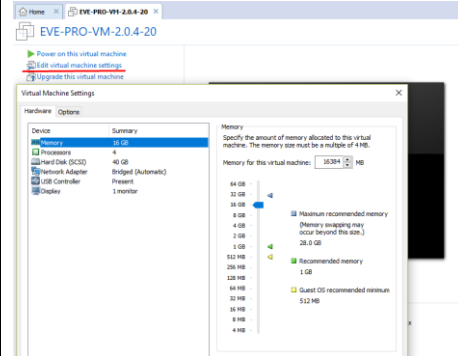 Home × EVE-PRO-VM-2.0.4-20 ×
EVE-PRO-VM-2.0.4-20
Power on this virtual machine
Edit virtual machine settings
Upgrade this virtual machine
Virtual Machine Settings ×
Hardware Options
Device Summary
Memory 16 GB
Processors 4
Hard Disk (SCSI) 40 GB
Network Adapter Bridged (Automatic)
USB Controller Present
Display 1 monitor
Memory
Specify the amount of memory allocated to this virtual
machine. The memory size must be a multiple of 4 MB.
Memory for this virtual machine: 16384 MB
64 GB
32 GB
16 GB
8 GB
4 GB
2 GB
1 GB
512 MB
256 MB
128 MB
64 MB
32 MB
16 MB
8 MB
4 MB
Maximum recommended memory
(Memory swapping may
occur beyond this size.)
28.0 GB
Recommended memory
1 GB
Guest OS recommended minimum
512 MB